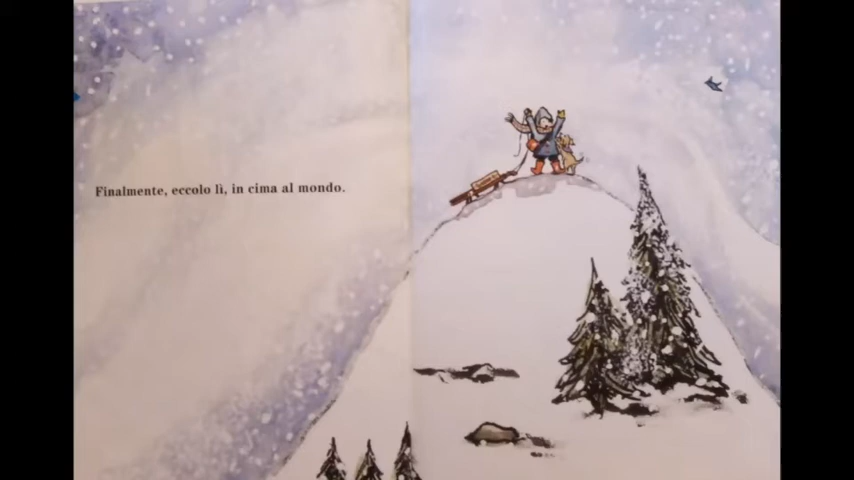 Finalmente, eccolo lì, in cima al mondo.